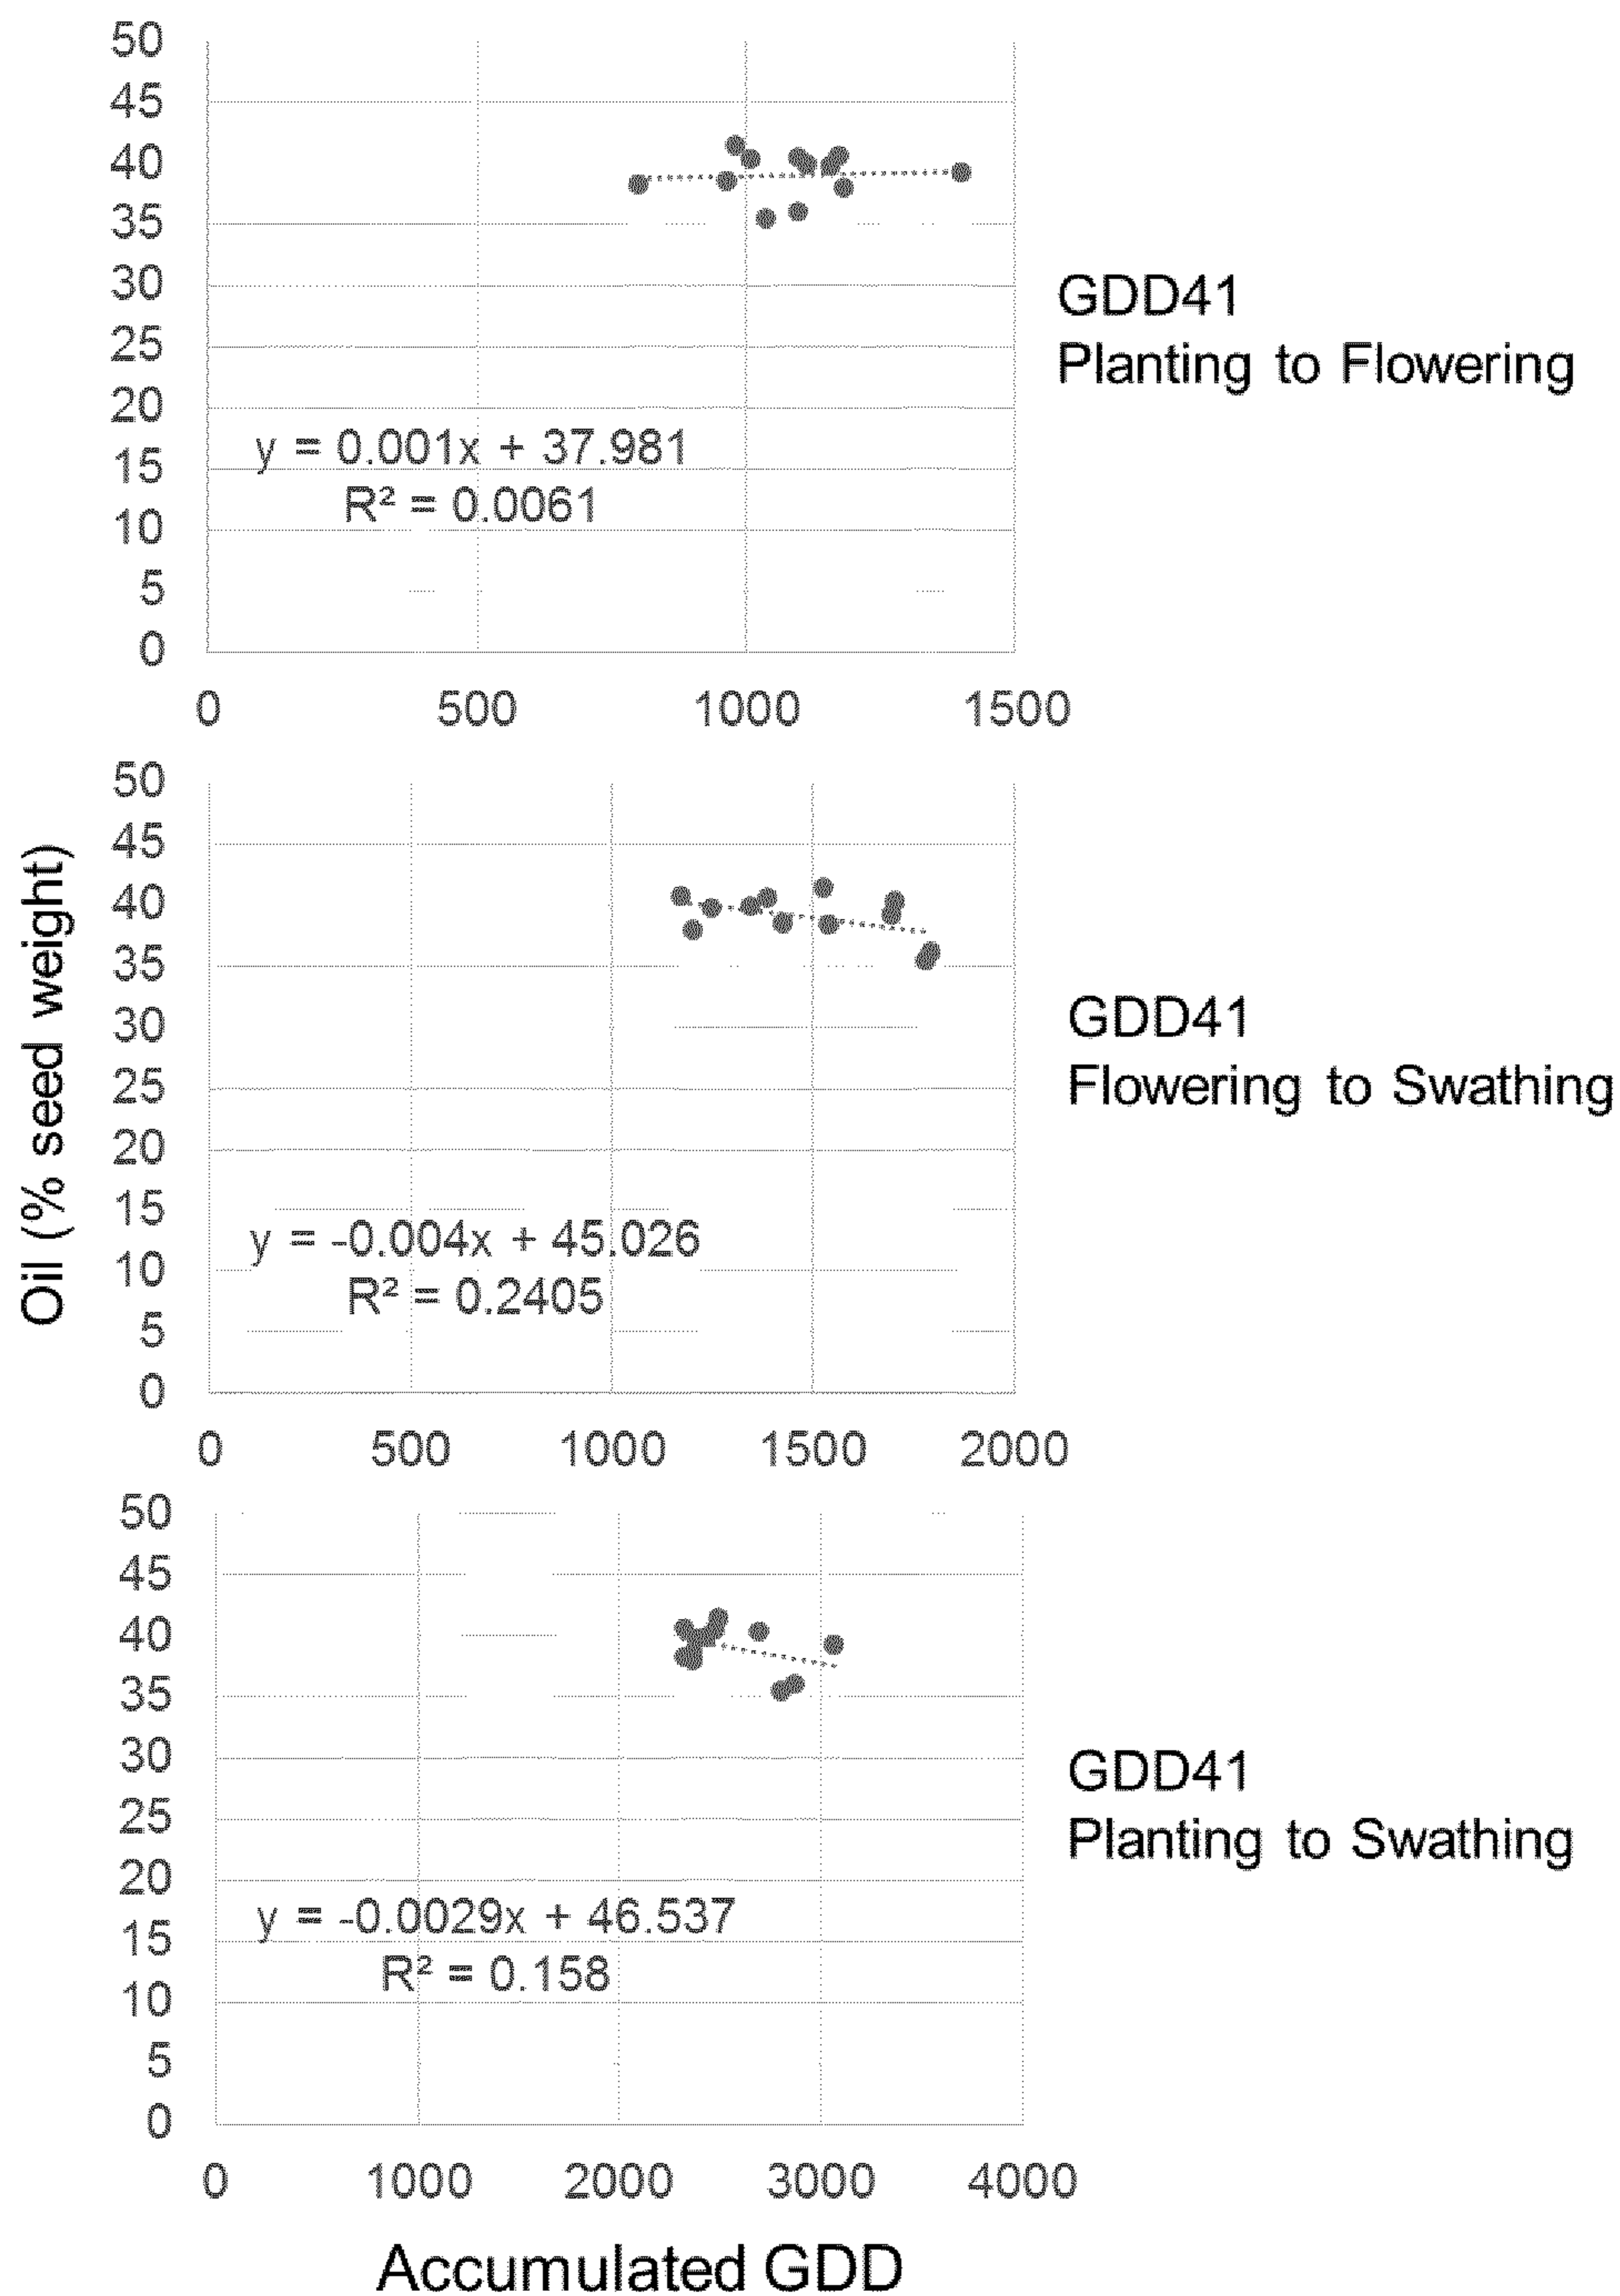 50
45
40
35
30
25
20
15
10
5
0
y = 0.001x + 37.981
R² = 0.0061
0 500 1000 1500
GDD41
Planting to Flowering
Oil (% seed weight)
50
45
40
35
30
25
20
15
10
5
0
y = -0.004x + 45.026
R² = 0.2405
0 500 1000 1500 2000
GDD41
Flowering to Swathing
50
45
40
35
30
25
20
15
10
5
0
y = -0.0029x + 46.537
R² = 0.158
0 1000 2000 3000 4000
GDD41
Planting to Swathing
Accumulated GDD